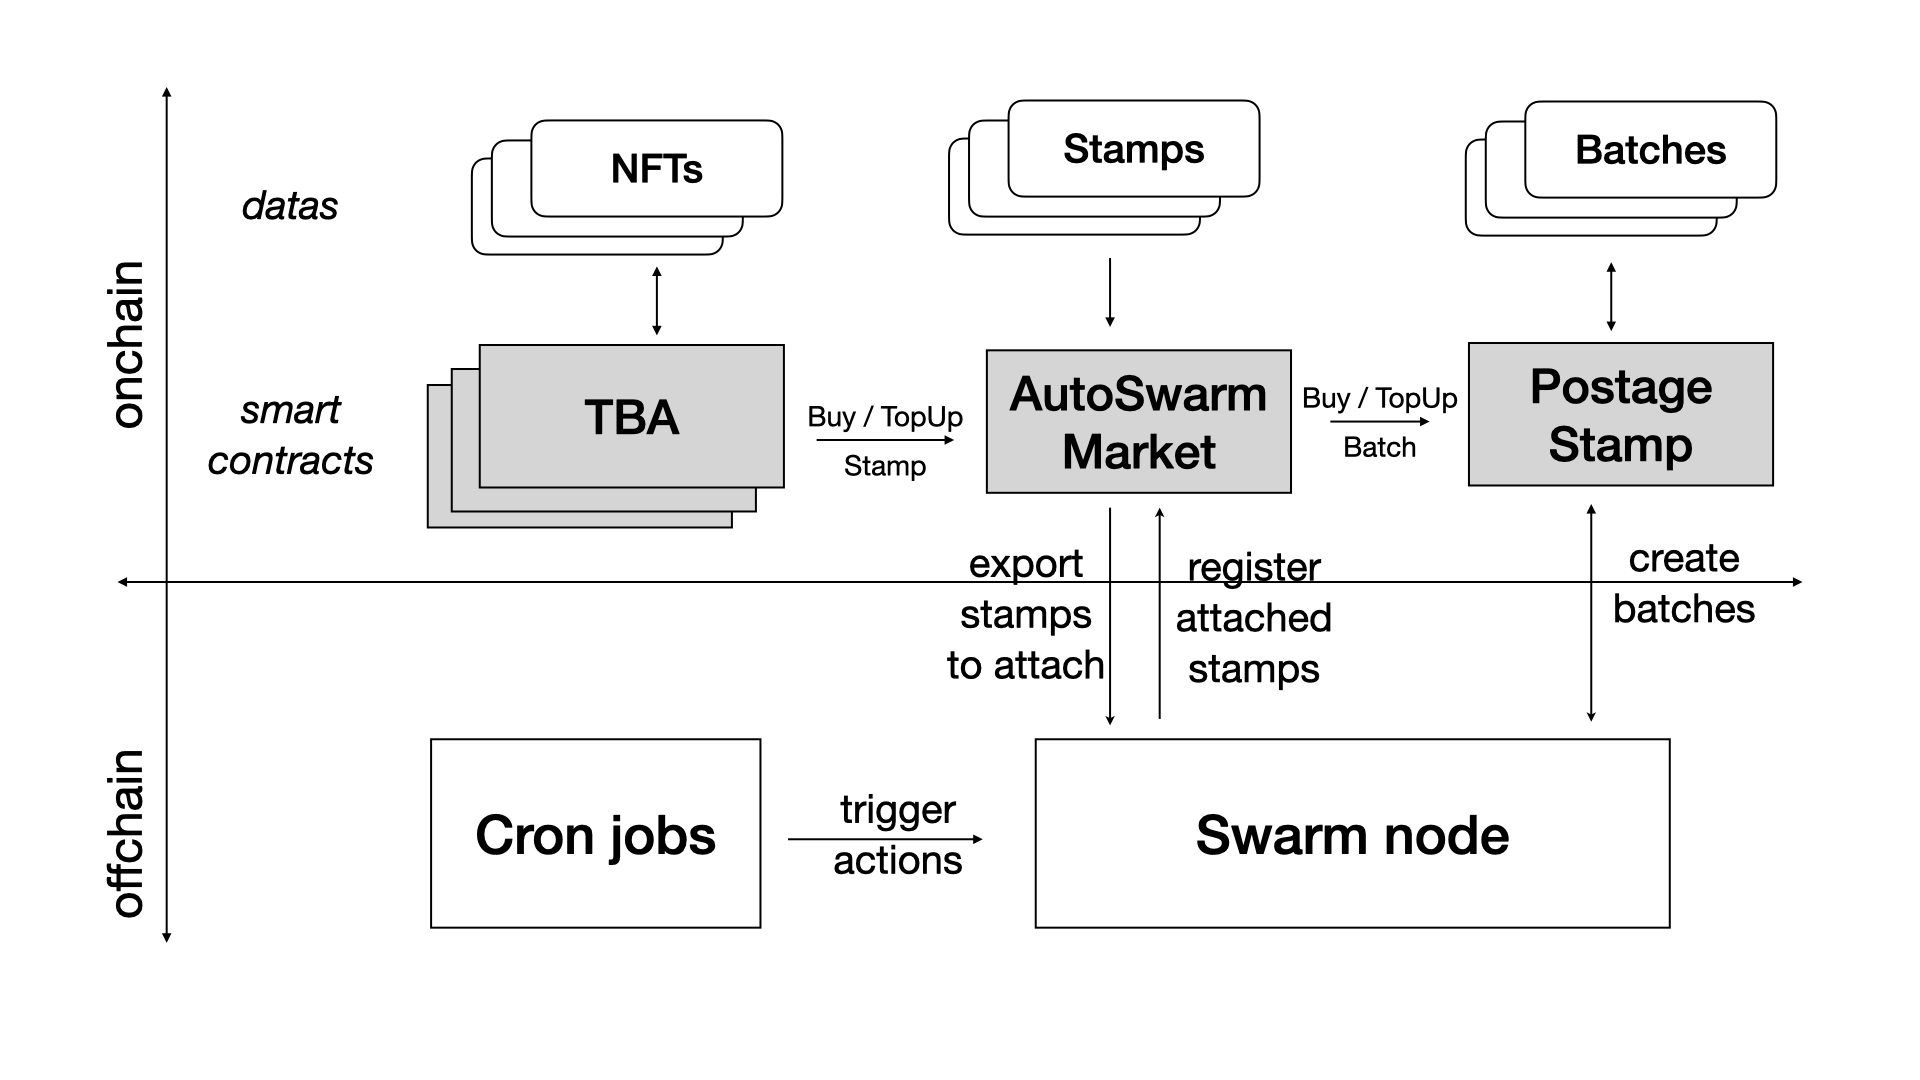 onchain
datas
NFTs
Stamps
Batches
smart
contracts
TBA
Buy / TopUp
Stamp
AutoSwarm
Market
Buy / TopUp
Batch
Postage
Stamp
export
stamps
to attach
register
attached
stamps
create
batches
offchain
Cron jobs
trigger
actions
Swarm node